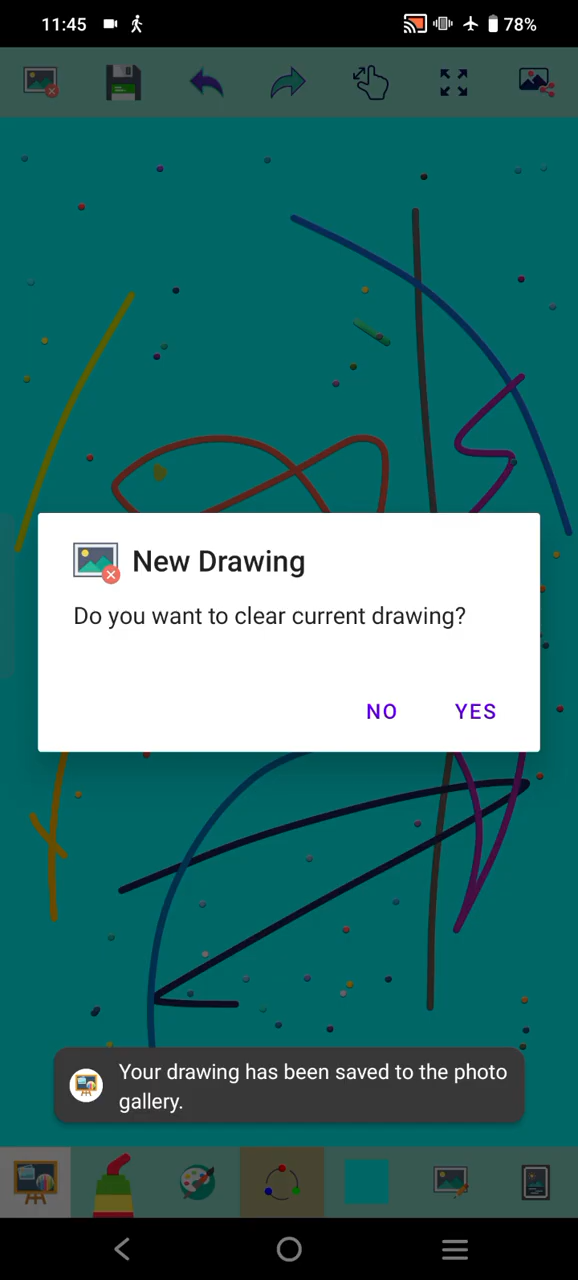 11:45
78%
New Drawing
Do you want to clear current drawing?
NO
YES
Your drawing has been saved to the photo
gallery.